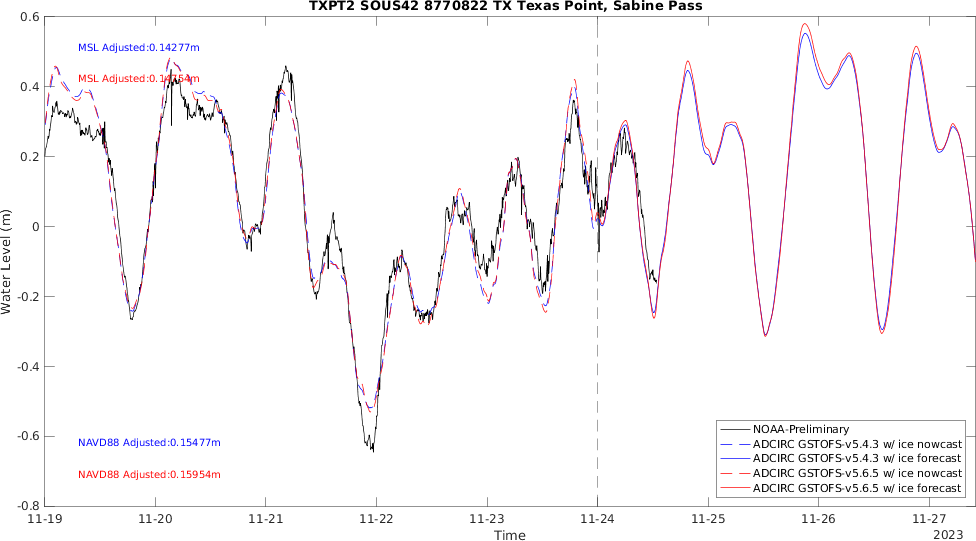 TXPT2 SOUS42 8770822 TX Texas Point, Sabine Pass
0.6
MSL Adjusted:0.14277m
MSL Adjusted:0.14754m
0.4
0.2
0
-0.2
-0.4
-0.6
-0.8
Water Level (m)
NAVD88 Adjusted:0.15477m
NAVD88 Adjusted:0.15954m
NOAA-Preliminary
ADCIRC GSTOFS-v5.4.3 w/ ice nowcast
ADCIRC GSTOFS-v5.4.3 w/ ice forecast
ADCIRC GSTOFS-v5.6.5 w/ ice nowcast
ADCIRC GSTOFS-v5.6.5 w/ ice forecast
11-19 11-20 11-21 11-22 11-23 11-24 11-25 11-26 11-27
Time
2023